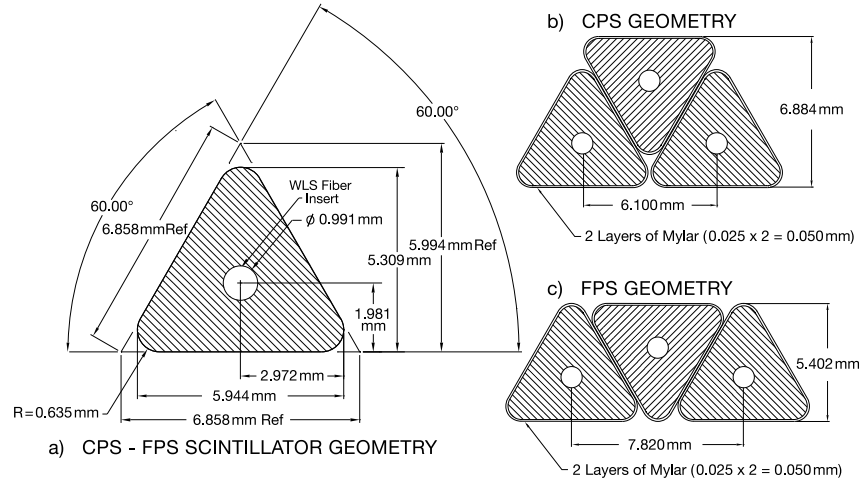 60.00°
60.00°
6.858mmRef
WLS Fiber
Insert
ϕ 0.991mm
5.994mmRef
5.309mm
1.981
mm
2.972mm
5.944mm
R=0.635mm
6.858mm Ref
a) CPS - FPS SCINTILLATOR GEOMETRY
b) CPS GEOMETRY
6.884mm
6.100mm
2 Layers of Mylar (0.025 x 2 = 0.050mm)
c) FPS GEOMETRY
5.402mm
7.820mm
2 Layers of Mylar (0.025 x 2 = 0.050mm)